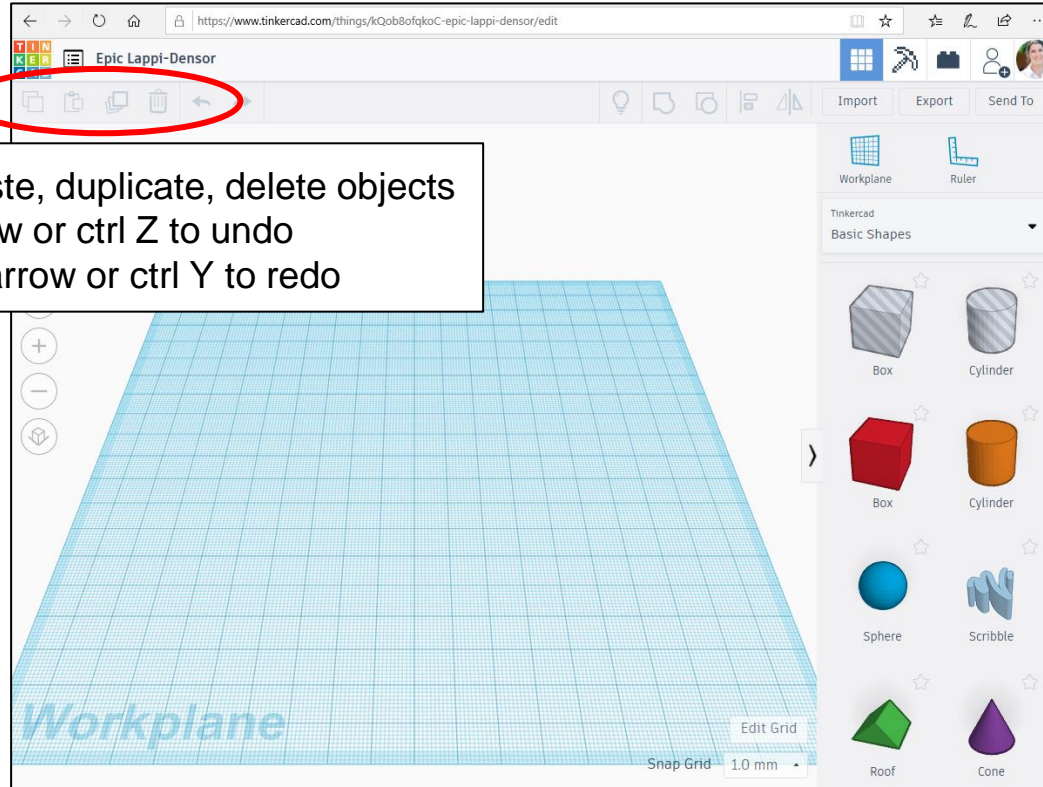 https://www.tinkercad.com/things/kQob8ofqkoC-epic-lappi-densor/edit
TIN
KER
Epic Lappi-Densor
Import Export Send To
ste, duplicate, delete objects
w or ctrl Z to undo
arrow or ctrl Y to redo
Workplane Ruler
Tinkercad
Basic Shapes
Box Cylinder
Box Cylinder
Sphere Scribble
Roof Cone
Workplane
Edit Grid
Snap Grid 1.0 mm